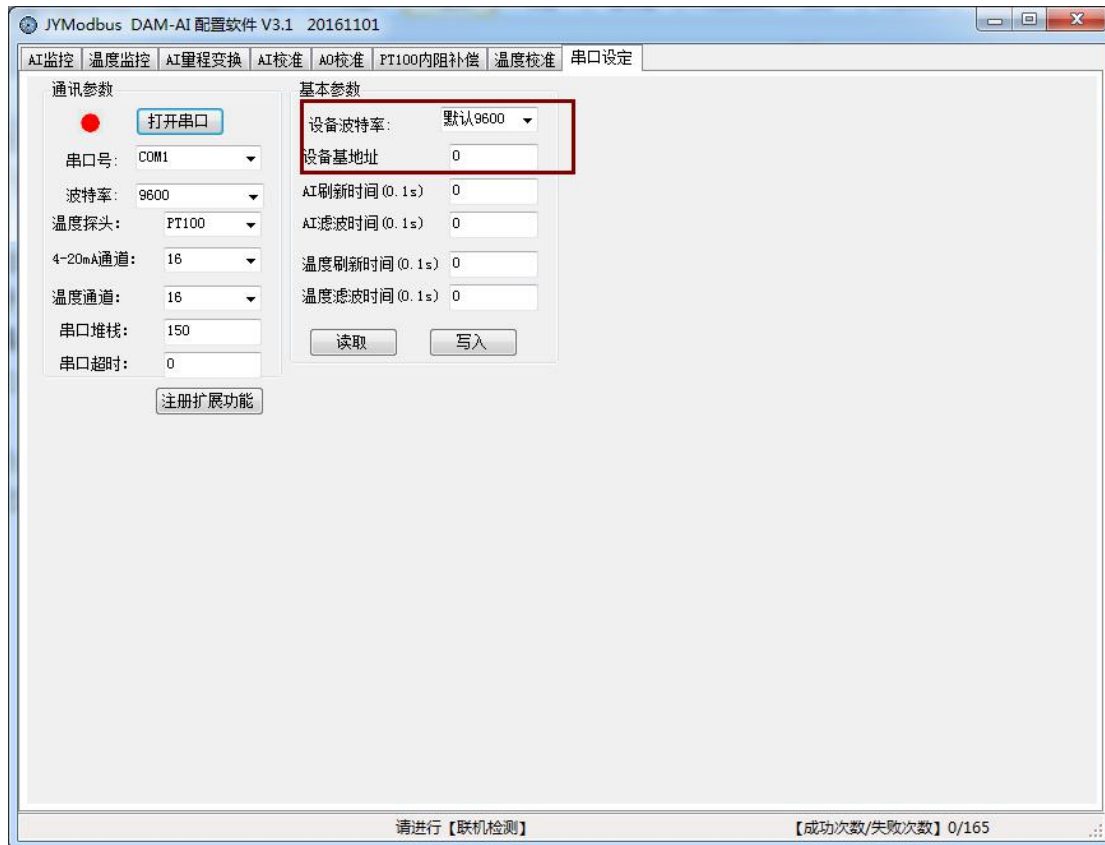 JYModbus DAM-AI 配置软件 V3.1 20161101
AI监控 温度监控 AI量程变换 AI校准 AO校准 PT100内阻补偿 温度校准 串口设定
通讯参数
打开串口
串口号: COM1
波特率: 9600
温度探头: PT100
4-20mA通道: 16
温度通道: 16
串口堆栈: 150
串口超时: 0
注册扩展功能
基本参数
设备波特率: 默认9600
设备基地址 0
AI刷新时间(0.1s) 0
AI滤波时间(0.1s) 0
温度刷新时间(0.1s) 0
温度滤波时间(0.1s) 0
读取 写入
请进行【联机检测】 【成功次数/失败次数】0/165